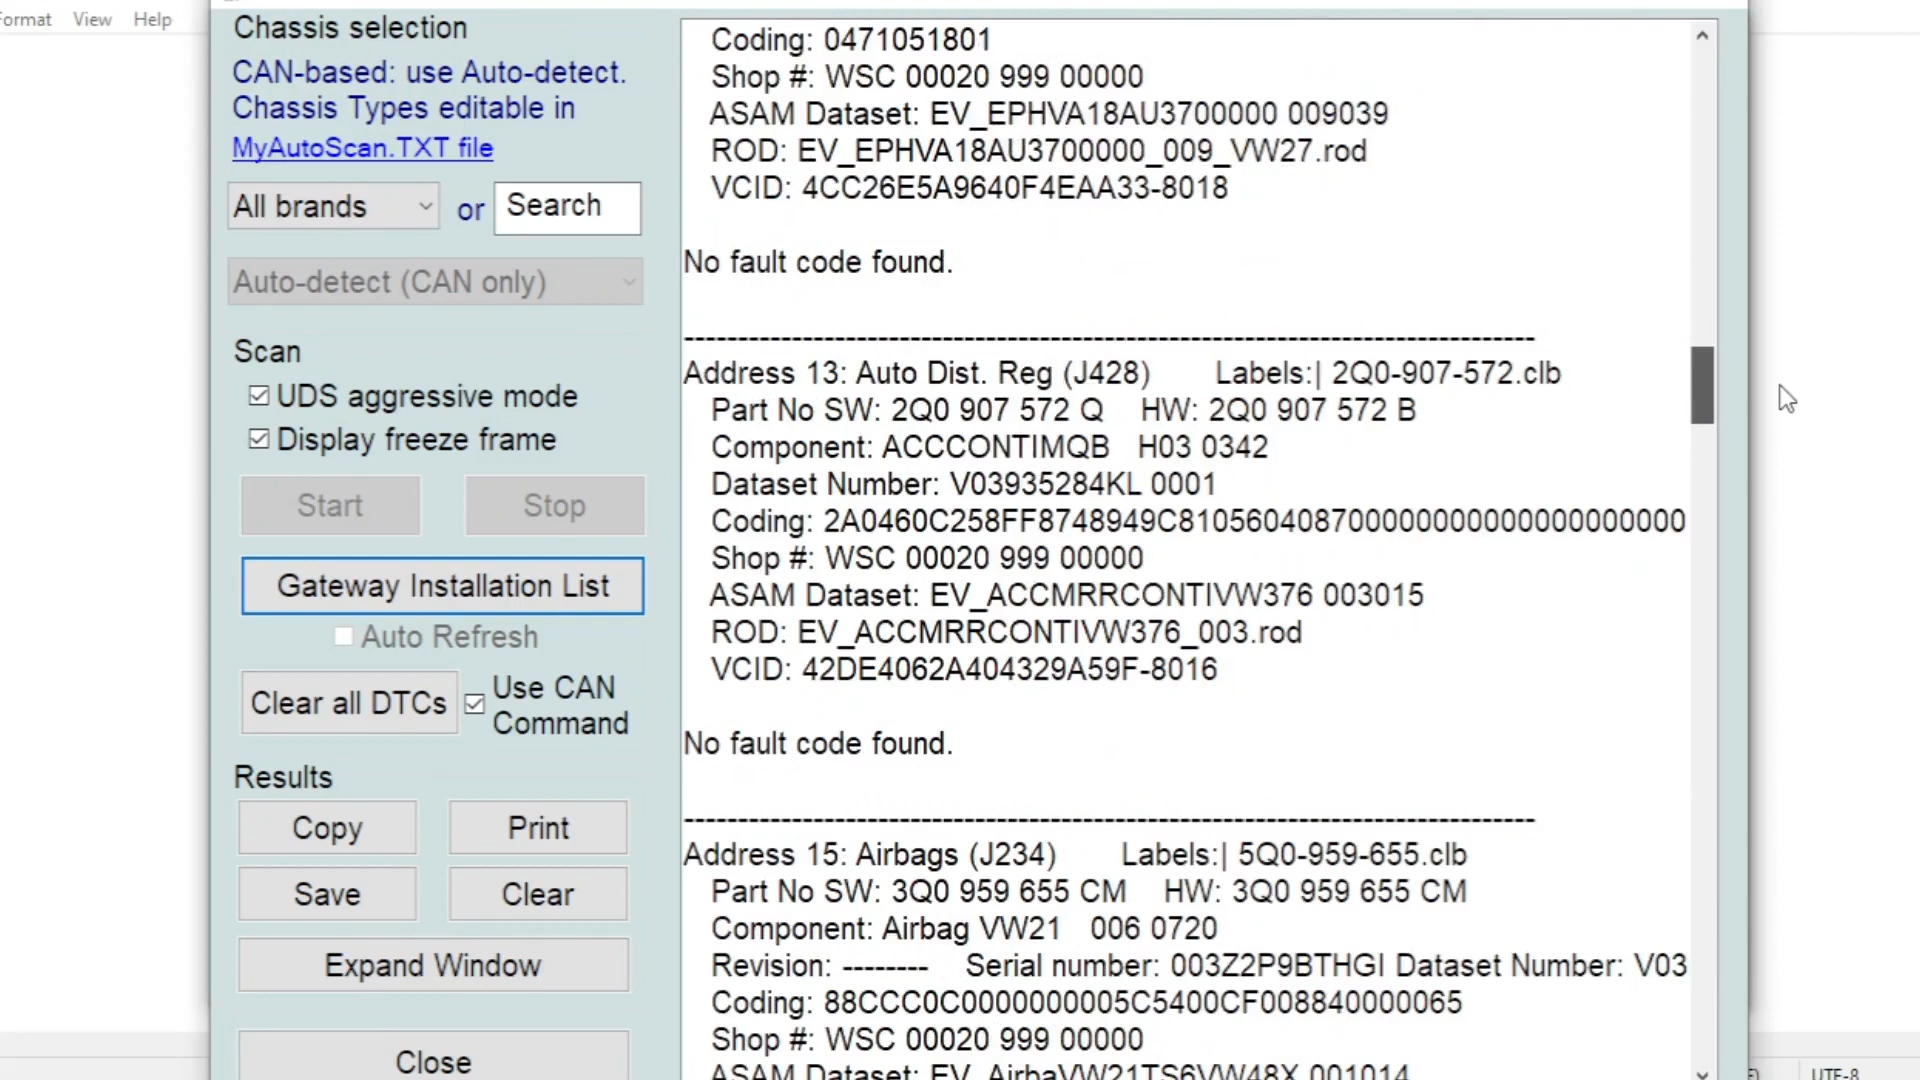 Format View Help
Chassis selection
CAN-based: use Auto-detect.
Chassis Types editable in
MyAutoScan.TXT file
All brands or Search
Auto-detect (CAN only)
Scan
UDS aggressive mode
Display freeze frame
Start Stop
Gateway Installation List
Auto Refresh
Clear all DTCs Use CAN
Command
Results
Copy Print
Save Clear
Expand Window
Close
Coding: 0471051801
Shop #: WSC 00020 999 00000
ASAM Dataset: EV_EPHVA18AU3700000 009039
ROD: EV_EPHVA18AU3700000_009_VW27.rod
VCID: 4CC26E5A9640F4EAA33-8018
No fault code found.
-------------------------------------------------------------------------------
Address 13: Auto Dist. Reg (J428) Labels:| 2Q0-907-572.clb
Part No SW: 2Q0 907 572 Q HW: 2Q0 907 572 B
Component: ACCCONTIMQB H03 0342
Dataset Number: V03935284KL 0001
Coding: 2A0460C258FF8748949C81056040870000000000000000000
Shop #: WSC 00020 999 00000
ASAM Dataset: EV_ACCMRRCONTIVW376 003015
ROD: EV_ACCMRRCONTIVW376_003.rod
VCID: 42DE4062A404329A59F-8016
No fault code found.
-------------------------------------------------------------------------------
Address 15: Airbags (J234) Labels:| 5Q0-959-655.clb
Part No SW: 3Q0 959 655 CM HW: 3Q0 959 655 CM
Component: Airbag VW21 006 0720
Revision: -------- Serial number: 003Z2P9BTHGI Dataset Number: V03
Coding: 88CCC0C0000000005C5400CF008840000065
Shop #: WSC 00020 999 00000
ASAM Dataset: EV_AirbaVW21TS6VW48X 001014
UTF-8